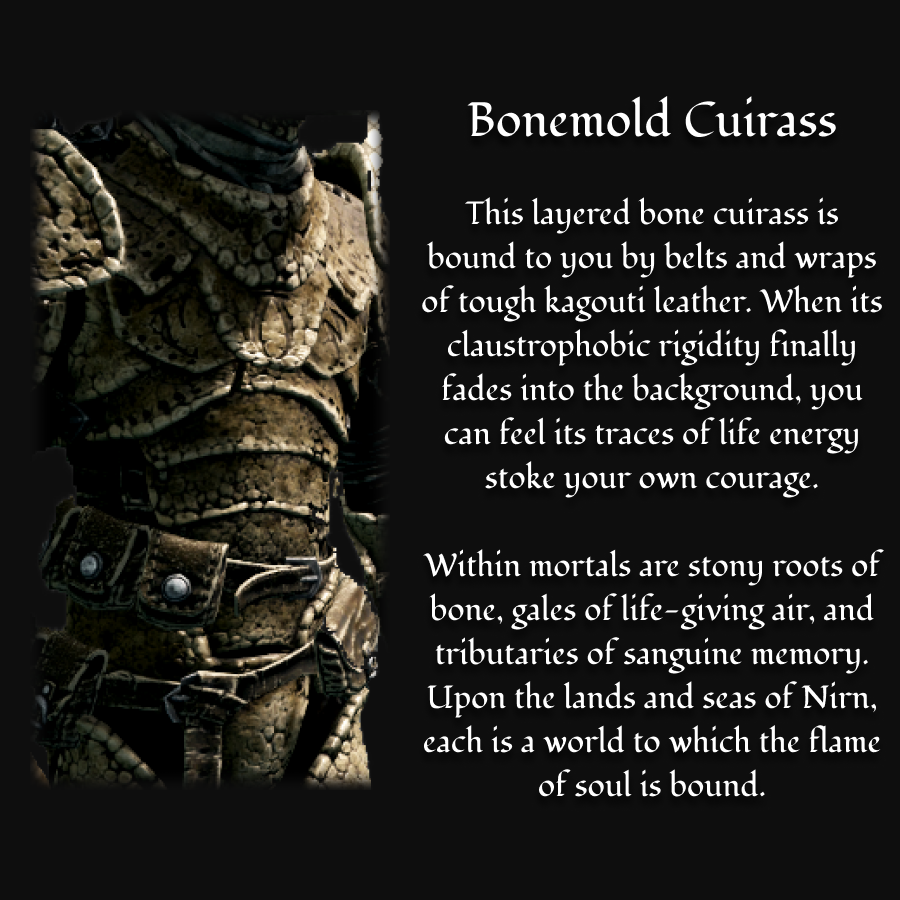 Bonemold Cuirass
This layered bone cuirass is
bound to you by belts and wraps
of tough kagouti leather. When its
claustrophobic rigidity finally
fades into the background, you
can feel its traces of life energy
stoke your own courage.
Within mortals are stony roots of
bone, gales of life-giving air, and
tributaries of sanguine memory.
Upon the lands and seas of Nirn,
each is a world to which the flame
of soul is bound.